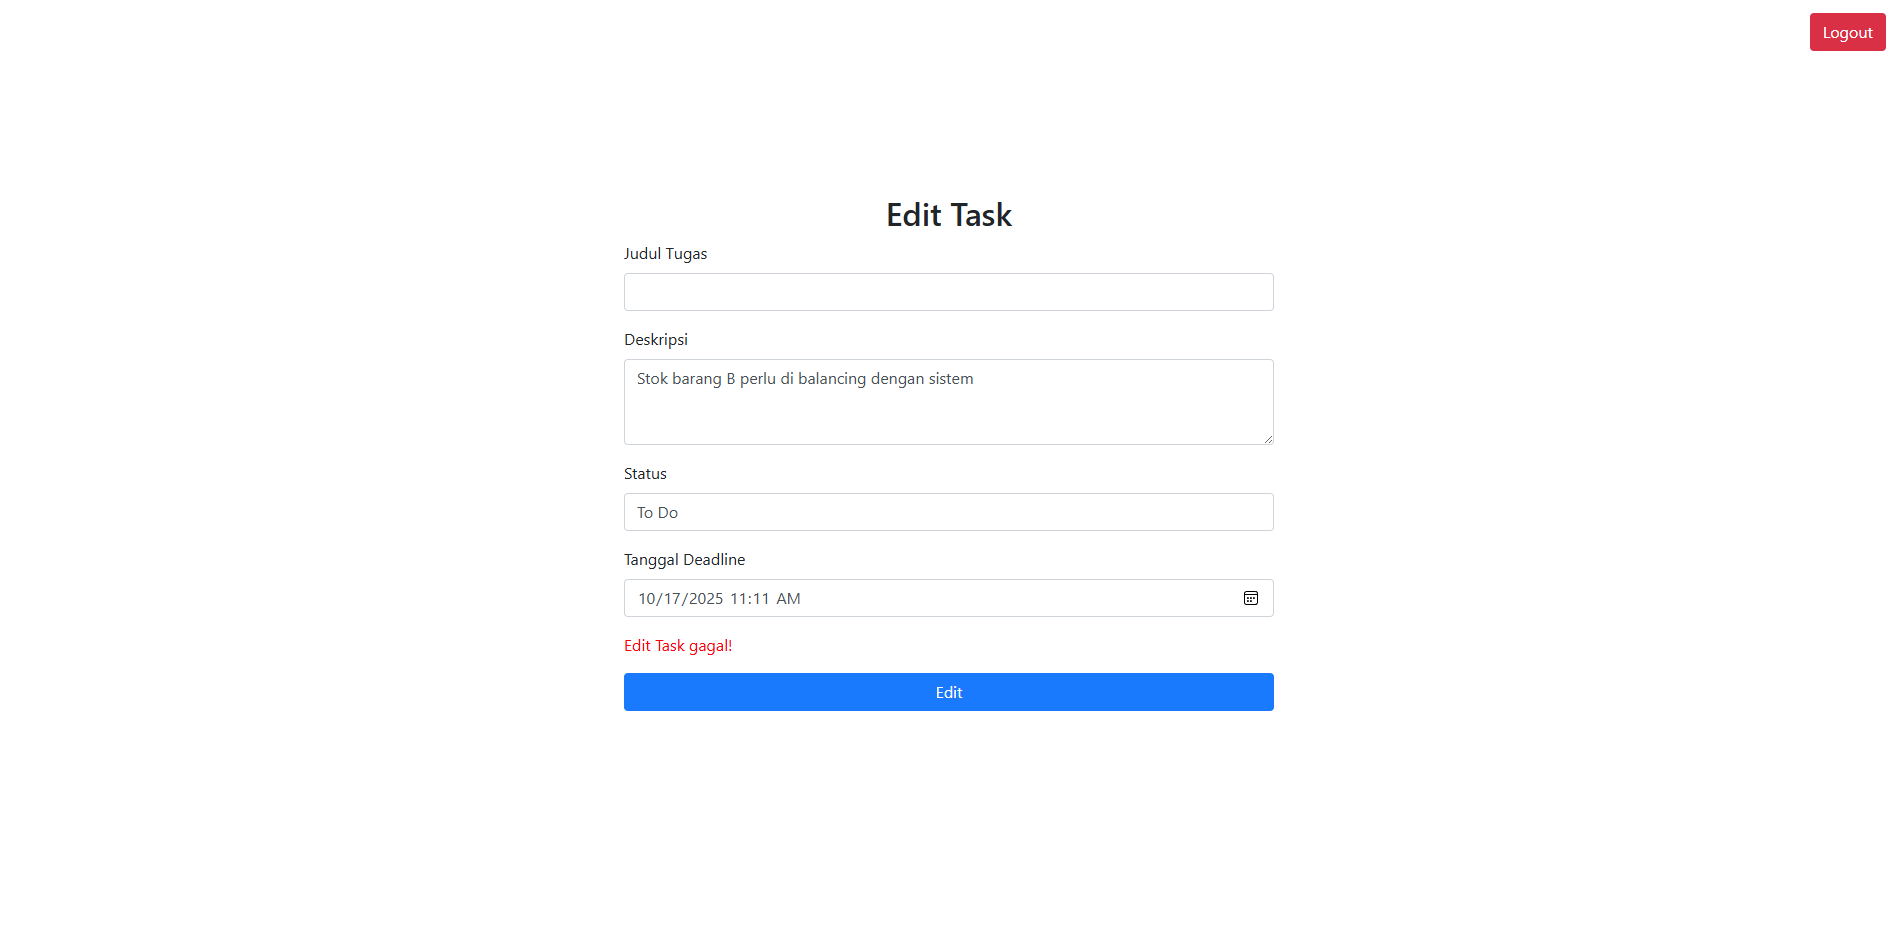 Logout
Edit Task
Judul Tugas
Deskripsi
Stok barang B perlu di balancing dengan sistem
Status
To Do
Tanggal Deadline
10/17/2025 11:11 AM
Edit Task gagal!
Edit